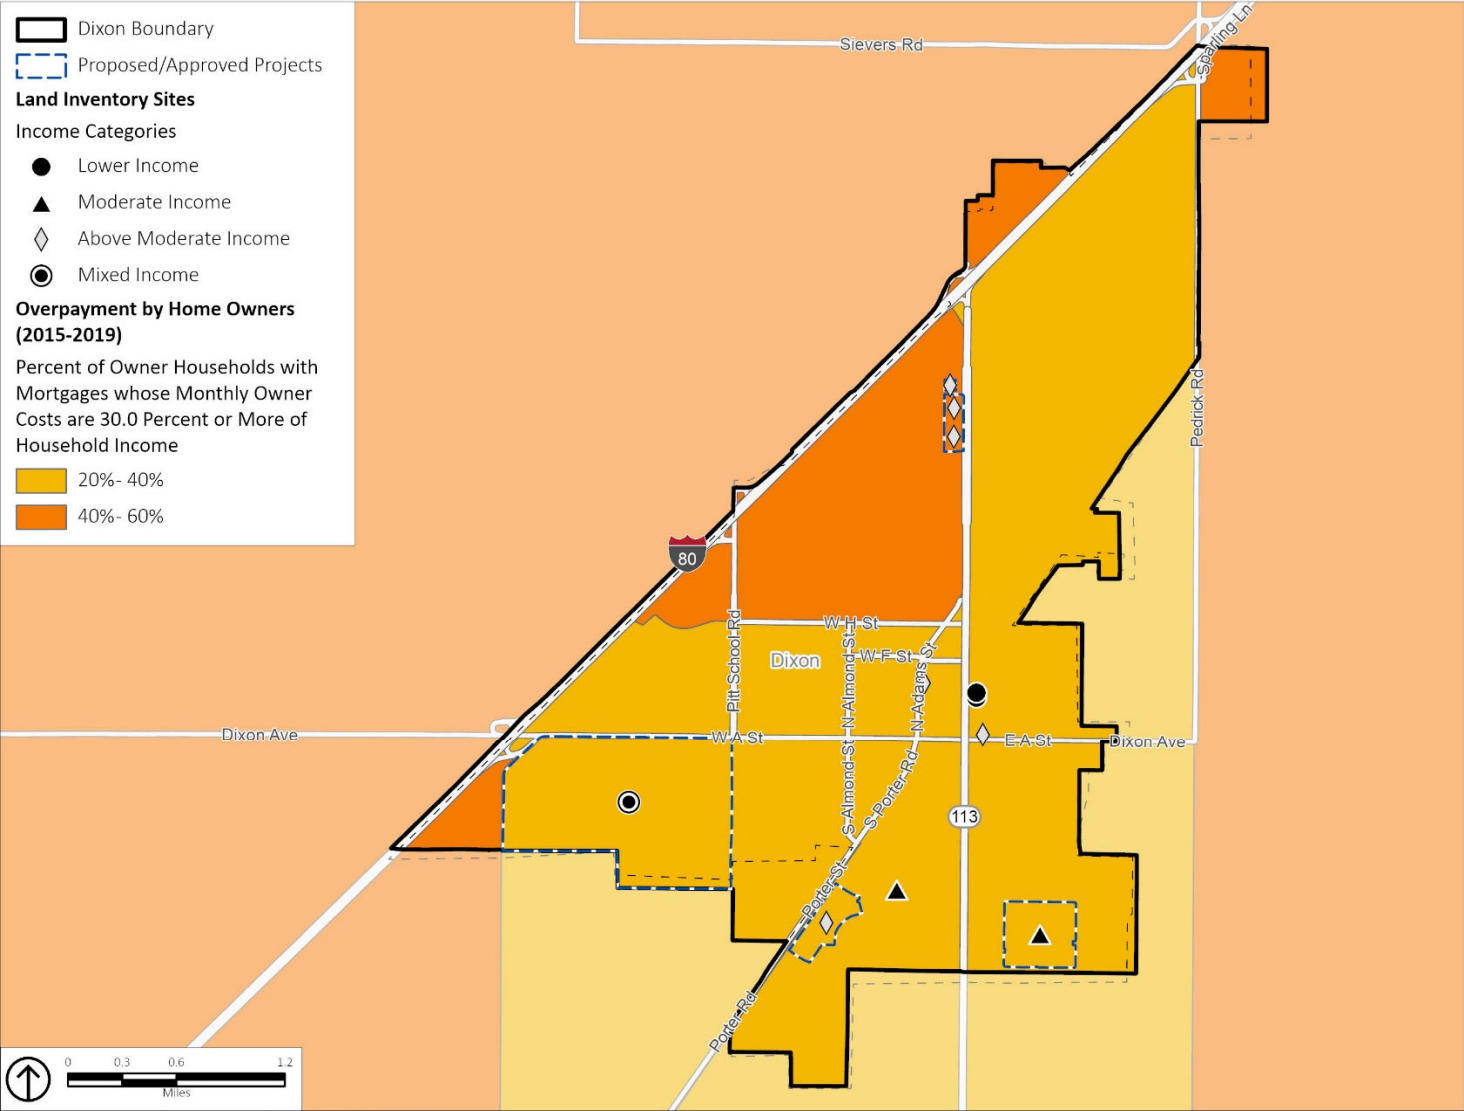 Dixon Boundary
Proposed/Approved Projects
Land Inventory Sites
Income Categories
Lower Income
Moderate Income
Above Moderate Income
Mixed Income
Overpayment by Home Owners
(2015-2019)
Percent of Owner Households with
Mortgages whose Monthly Owner
Costs are 30.0 Percent or More of
Household Income
20%- 40%
40%- 60%
Sievers Rd
Sparling Ln
Pedrick Rd
80
W H St
W F St
Dixon
Pitt School Rd
N Almond St
N Adams St
Dixon Ave
W A St
E A St
Dixon Ave
S Almond St
S Porter Rd
113
Porter St
Porter Rd
0 0.3 0.6 1.2
Miles